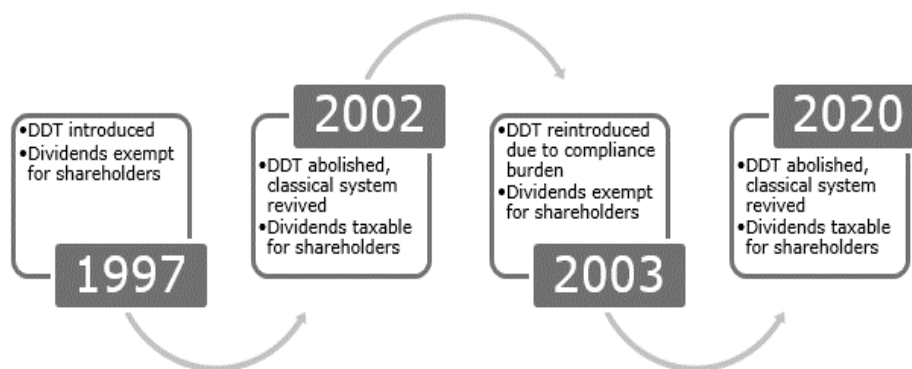 •DDT introduced
•Dividends exempt
for shareholders
1997
2002
•DDT abolished,
classical system
revived
•Dividends taxable
for shareholders
•DDT reintroduced
due to compliance
burden
•Dividends exempt
for shareholders
2003
2020
•DDT abolished,
classical system
revived
•Dividends taxable
for shareholders